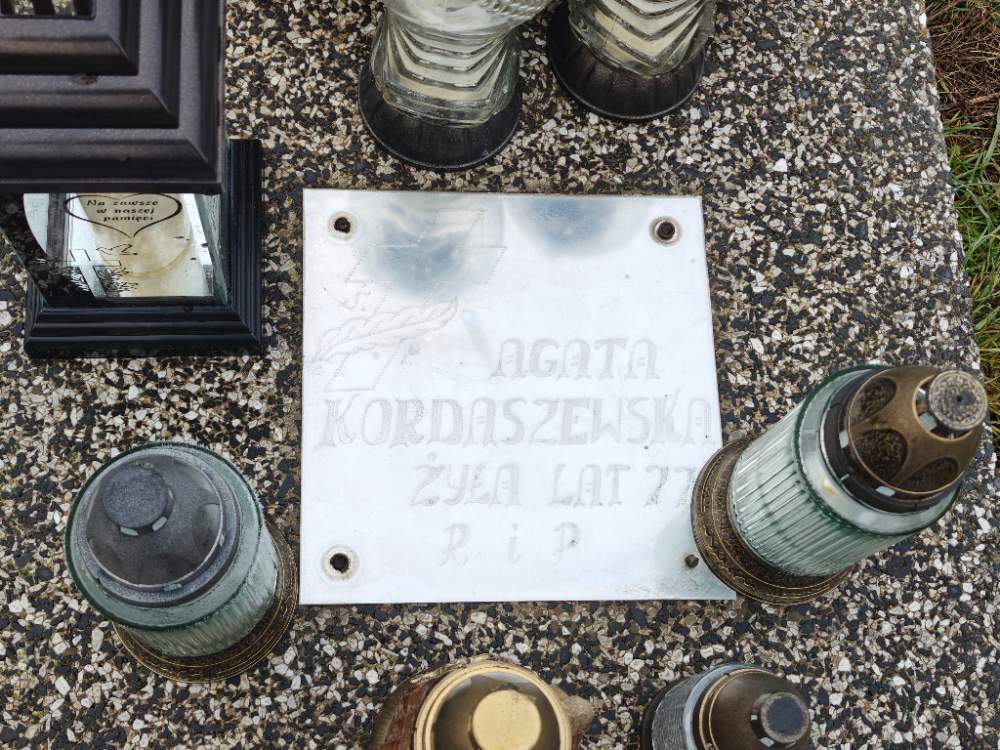 Na zawsze
w naszej
pamięci
Ś.
P.
AGATA
KORDASZEWSKA
ŻYŁA LAT 77
R i P